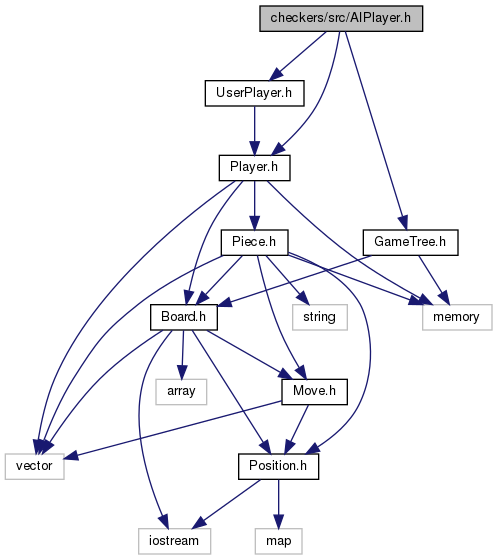 checkers/src/AIPlayer.h
UserPlayer.h
Player.h
Piece.h
GameTree.h
Board.h
string
memory
array
Move.h
vector
Position.h
iostream
map